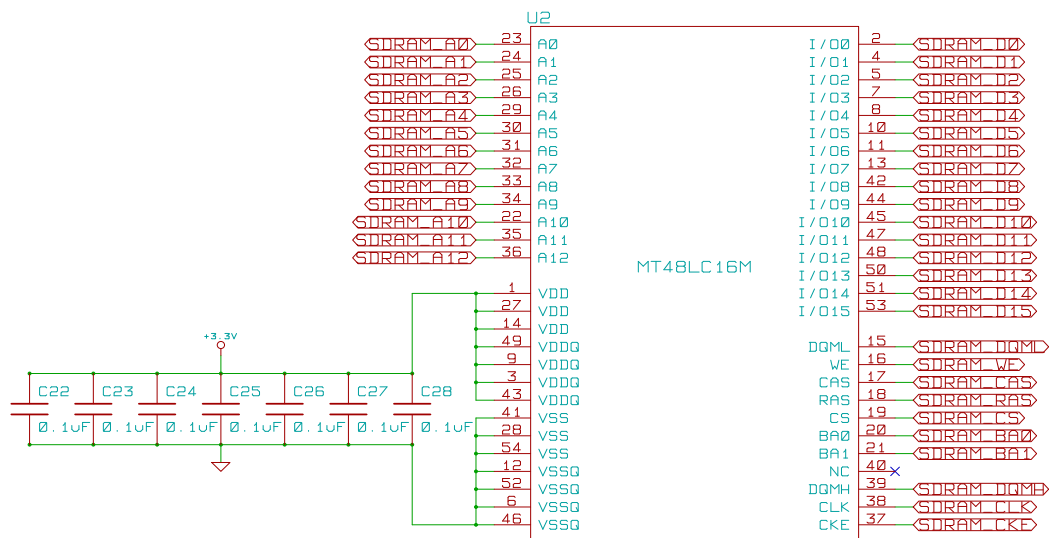 U2
SDRAM_A0 23 A0 I/O0 2 SDRAM_D0
SDRAM_A1 24 A1 I/O1 4 SDRAM_D1
SDRAM_A2 25 A2 I/O2 5 SDRAM_D2
SDRAM_A3 26 A3 I/O3 7 SDRAM_D3
SDRAM_A4 29 A4 I/O4 8 SDRAM_D4
SDRAM_A5 30 A5 I/O5 10 SDRAM_D5
SDRAM_A6 31 A6 I/O6 11 SDRAM_D6
SDRAM_A7 32 A7 I/O7 13 SDRAM_D7
SDRAM_A8 33 A8 I/O8 42 SDRAM_D8
SDRAM_A9 34 A9 I/O9 44 SDRAM_D9
SDRAM_A10 22 A10 I/O10 45 SDRAM_D10
SDRAM_A11 35 A11 I/O11 47 SDRAM_D11
SDRAM_A12 36 A12 I/O12 48 SDRAM_D12
MT48LC16M
I/O13 50 SDRAM_D13
1 VDD I/O14 51 SDRAM_D14
27 VDD I/O15 53 SDRAM_D15
14 VDD
+3.3V
49 VDDQ DQML 15 SDRAM_DQML
9 VDDQ WE 16 SDRAM_WE
3 VDDQ CAS 17 SDRAM_CAS
C22 C23 C24 C25 C26 C27 C28
43 VDDQ RAS 18 SDRAM_RAS
41 VSS CS 19 SDRAM_CS
0.1uF 0.1uF 0.1uF 0.1uF 0.1uF 0.1uF 0.1uF
28 VSS BA0 20 SDRAM_BA0
54 VSS BA1 21 SDRAM_BA1
12 VSSQ NC 40
52 VSSQ DQMH 39 SDRAM_DQMH
6 VSSQ CLK 38 SDRAM_CLK
46 VSSQ CKE 37 SDRAM_CKE